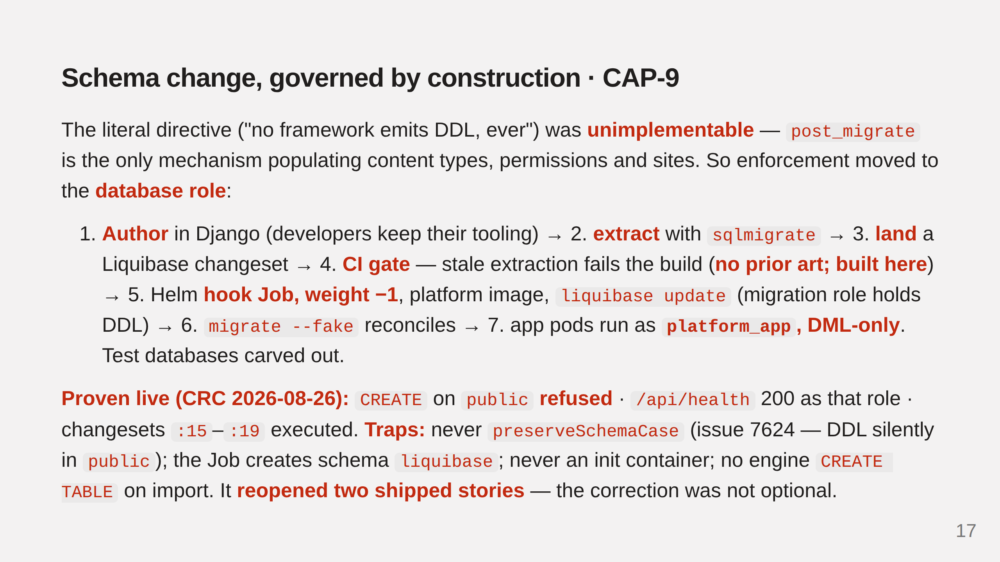 Schema change, governed by construction · CAP-9
The literal directive ("no framework emits DDL, ever") was unimplementable — post_migrate
is the only mechanism populating content types, permissions and sites. So enforcement moved to
the database role:
1. Author in Django (developers keep their tooling) → 2. extract with sqlmigrate → 3. land a
Liquibase changeset → 4. CI gate — stale extraction fails the build (no prior art; built here)
→ 5. Helm hook Job, weight −1, platform image, liquibase update (migration role holds
DDL) → 6. migrate --fake reconciles → 7. app pods run as platform_app, DML-only.
Test databases carved out.
Proven live (CRC 2026-08-26): CREATE on public refused · /api/health 200 as that role ·
changesets :15–:19 executed. Traps: never preserveSchemaCase (issue 7624 — DDL silently
in public); the Job creates schema liquibase; never an init container; no engine CREATE
TABLE on import. It reopened two shipped stories — the correction was not optional.
17